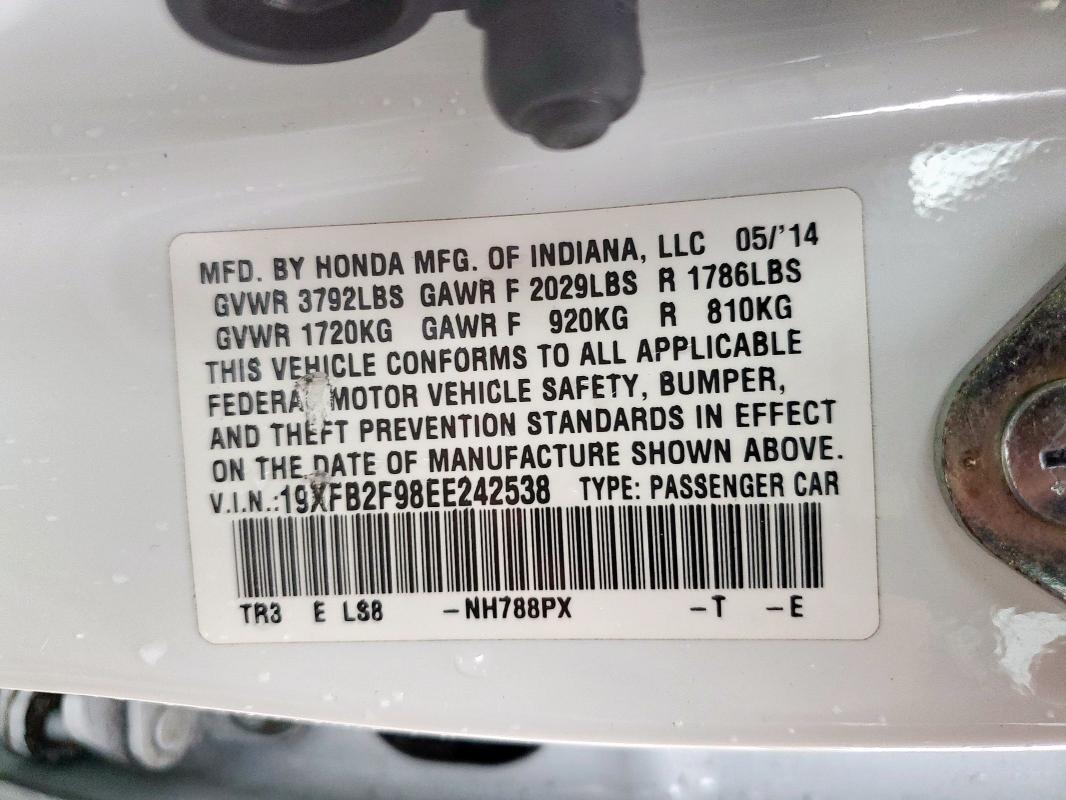 MFD. BY HONDA MFG. OF INDIANA, LLC 05/'14
GVWR 3792LBS GAWR F 2029LBS R 1786LBS
GVWR 1720KG GAWR F 920KG R 810KG
THIS VEHICLE CONFORMS TO ALL APPLICABLE
FEDERAL MOTOR VEHICLE SAFETY, BUMPER,
AND THEFT PREVENTION STANDARDS IN EFFECT
ON THE DATE OF MANUFACTURE SHOWN ABOVE.
V.I.N.:19XFB2F98EE242538 TYPE: PASSENGER CAR
TR3 E LS8 -NH788PX -T -E